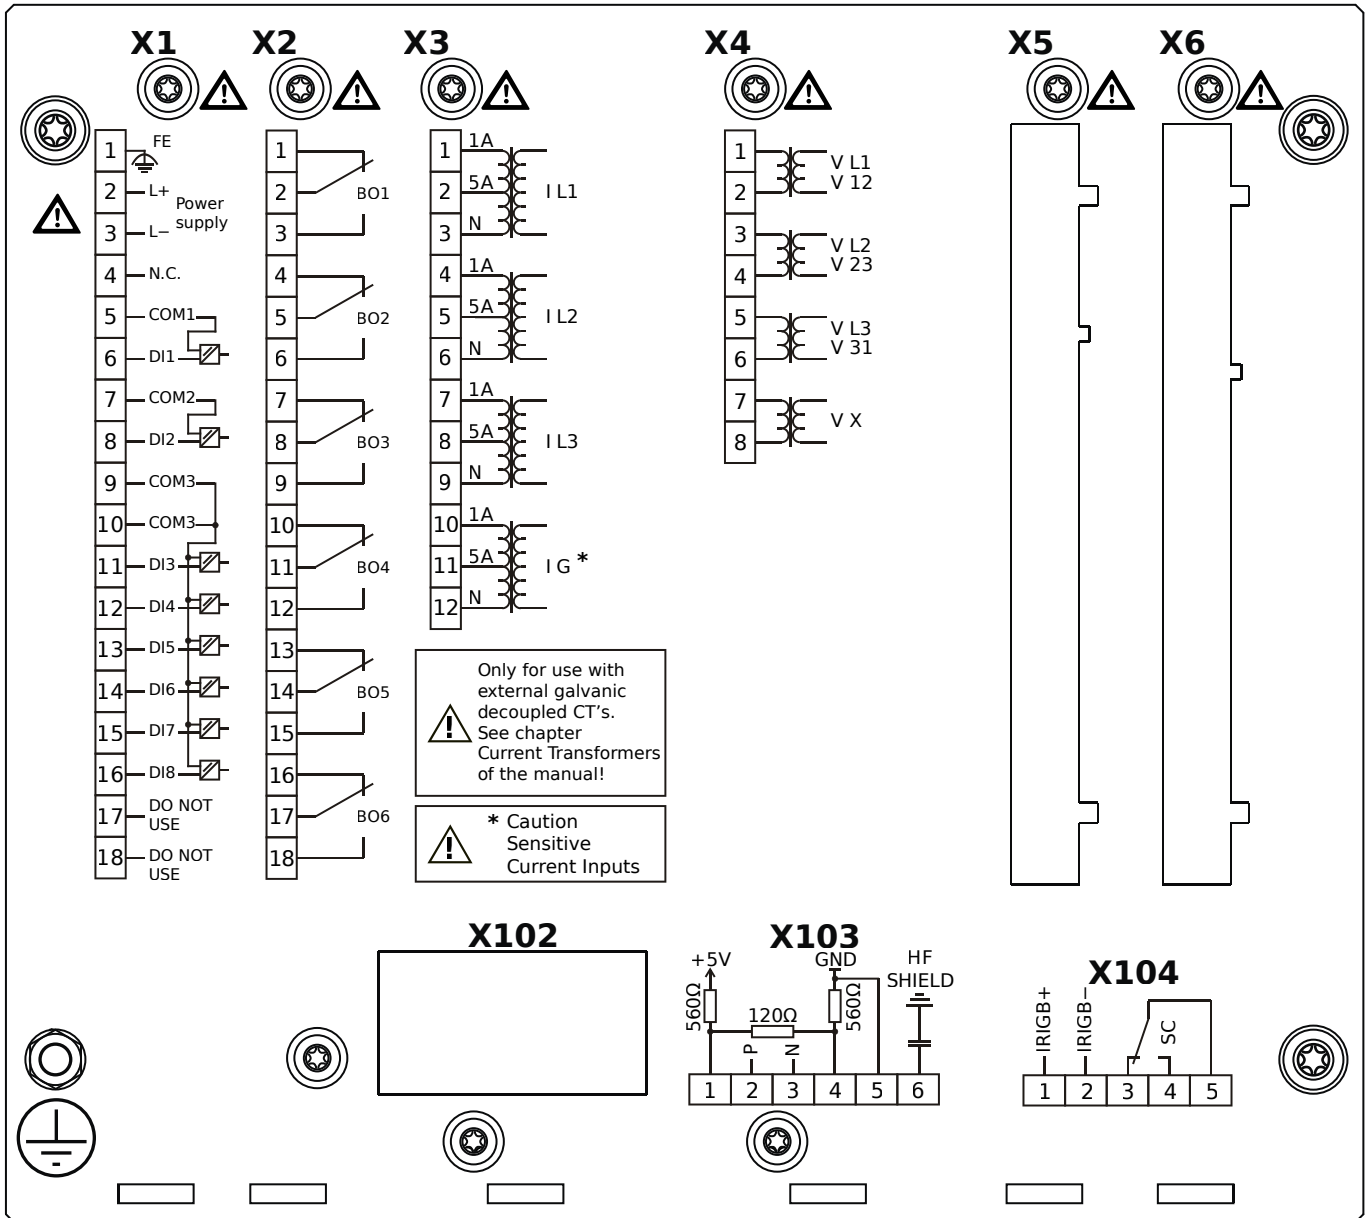 X1
X2
X3
X4
X5
X6
1
FE
2
L+
Power
supply
3
L−
4
N.C.
5
COM1
6
DI1
7
COM2
8
DI2
9
COM3
10
COM3
11
DI3
12
DI4
13
DI5
14
DI6
15
DI7
16
DI8
17
DO NOT
USE
18
DO NOT
USE
1
2
BO1
3
4
5
BO2
6
7
8
BO3
9
10
11
BO4
12
13
14
BO5
15
16
17
BO6
18
1
1A
2
5A
I L1
3
N
4
1A
5
5A
I L2
6
N
7
1A
8
5A
I L3
9
N
10
1A
11
5A
I G *
12
N
Only for use with
external galvanic
decoupled CT's.
See chapter
Current Transformers
of the manual!
* Caution
Sensitive
Current Inputs
1
V L1
2
V 12
3
V L2
4
V 23
5
V L3
6
V 31
7
V X
8
X102
X103
+5V
GND
HF
SHIELD
560Ω
120Ω
560Ω
P
N
1 2 3 4 5 6
X104
IRIGB+
IRIGB−
SC
1 2 3 4 5